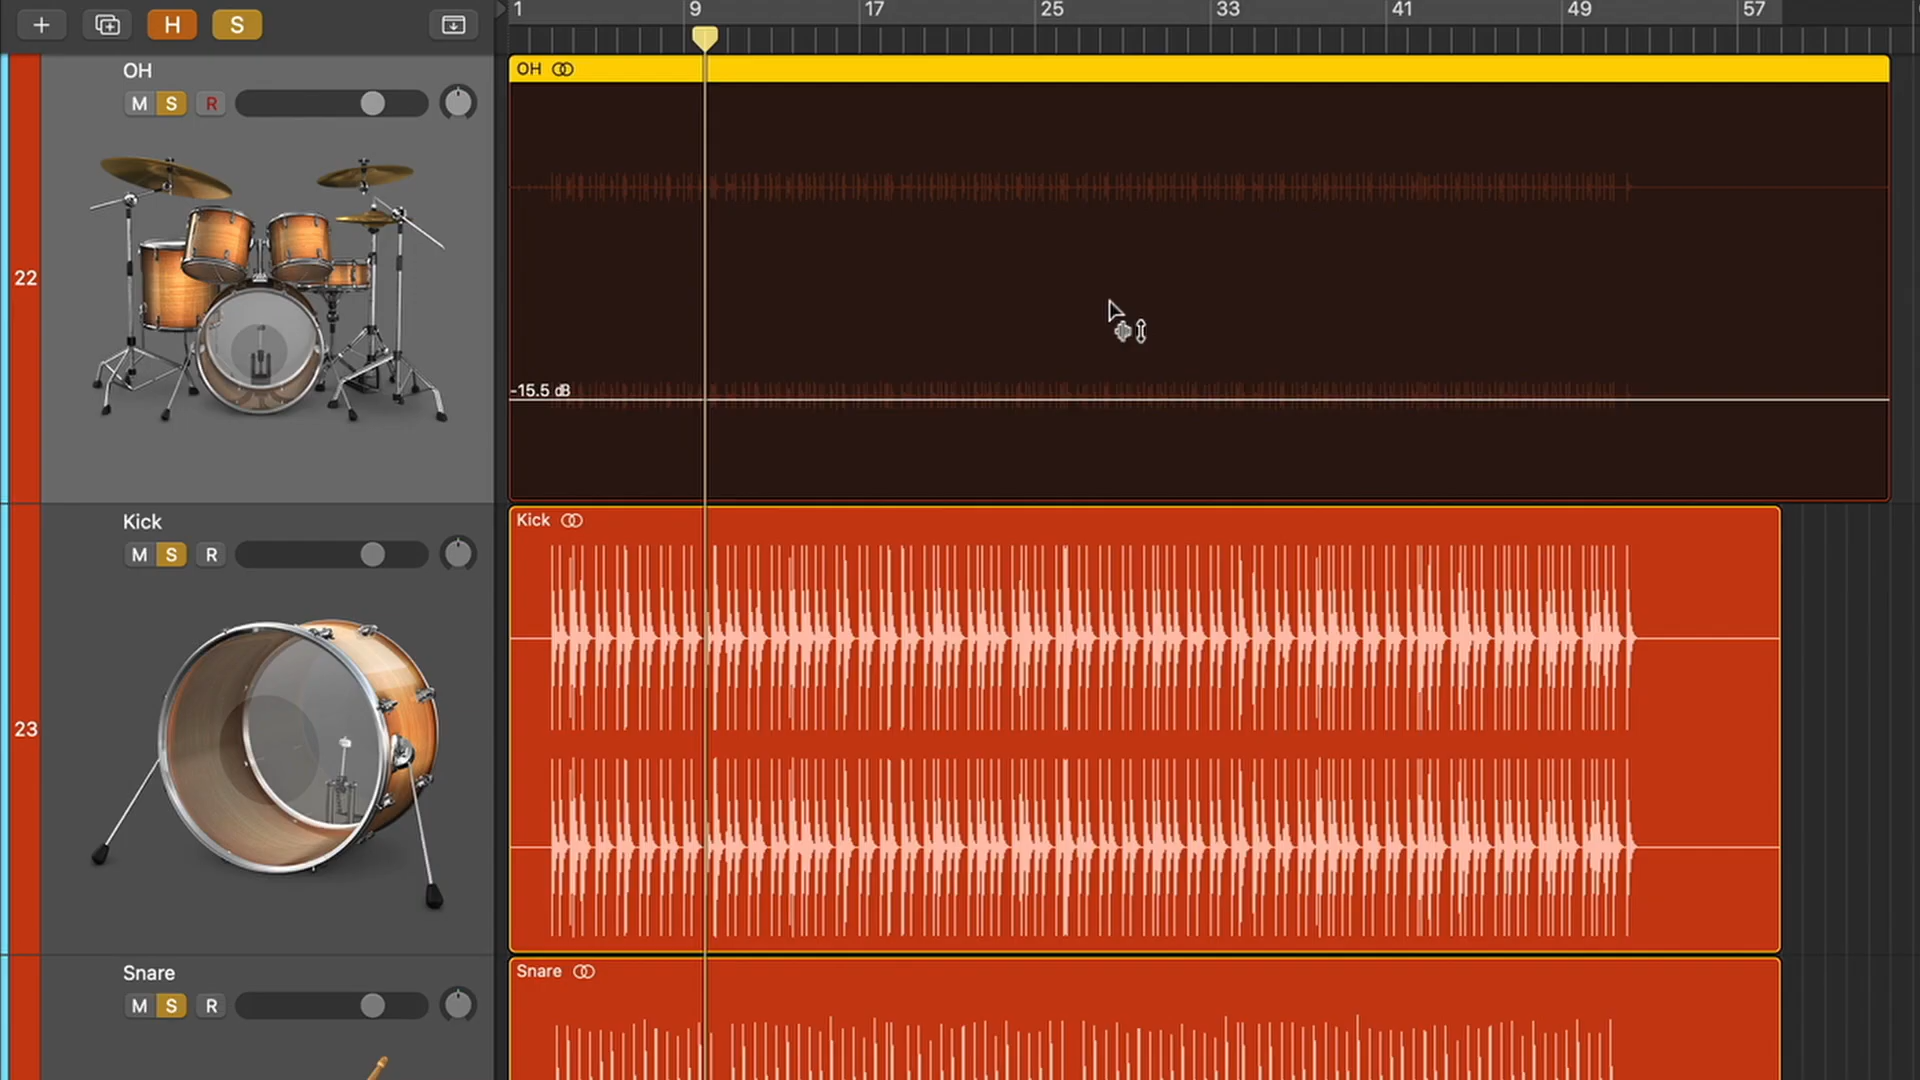 H S
1 9 17 25 33 41 49 57
OH
M S R
22
OH
-15.5 dB
Kick
M S R
23
Kick
Snare
M S R
Snare